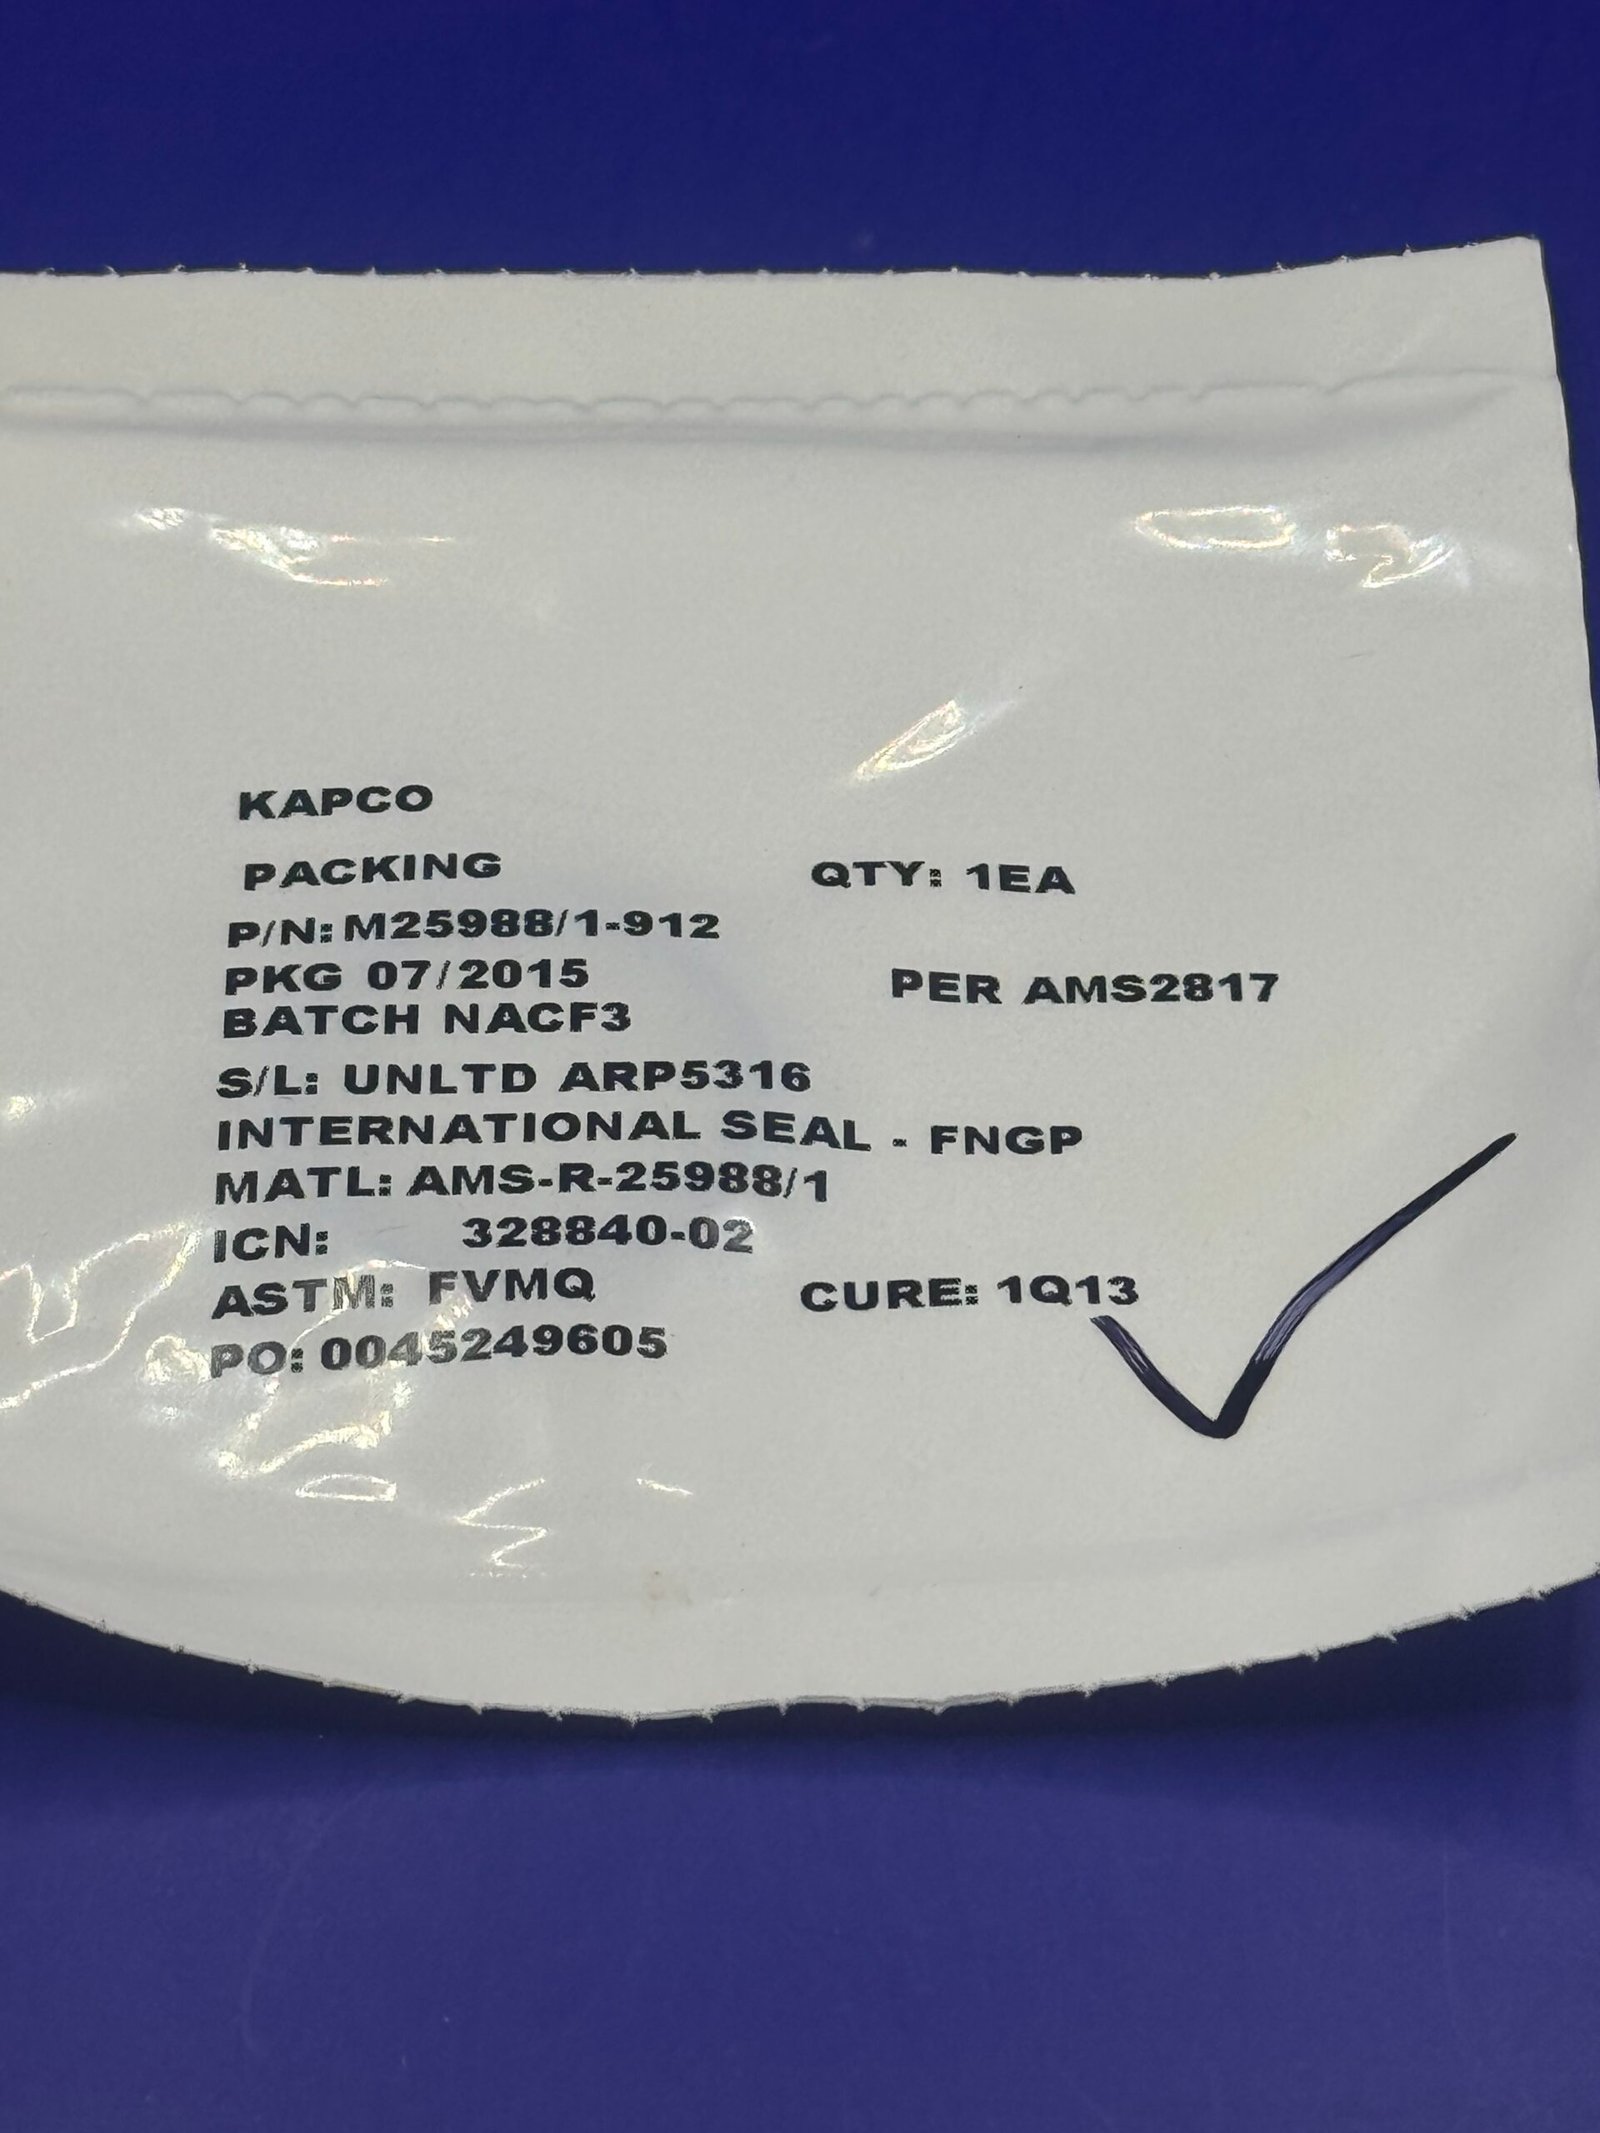 KAPCO
PACKING QTY: 1EA
P/N: M25988/1-912
PKG 07/2015 PER AMS2817
BATCH NACF3
S/L: UNLTD ARP5316
INTERNATIONAL SEAL - FNGP
MATL: AMS-R-25988/1
ICN: 328840-02
ASTM: FVMQ CURE: 1Q13
PO: 0045249605